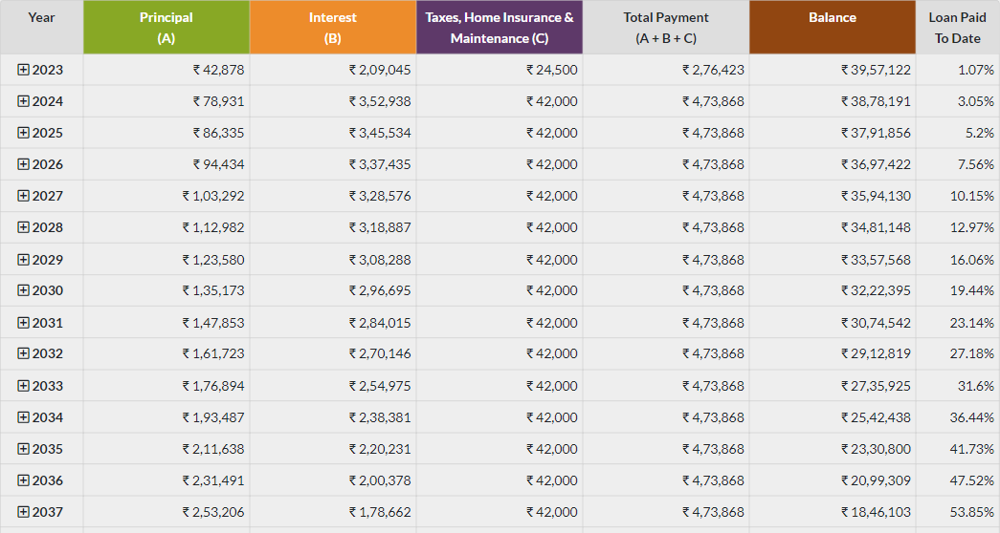 Year Principal (A) Interest (B) Taxes, Home Insurance & Maintenance (C) Total Payment (A + B + C) Balance Loan Paid To Date
2023 ₹ 42,878 ₹ 2,09,045 ₹ 24,500 ₹ 2,76,423 ₹ 39,57,122 1.07%
2024 ₹ 78,931 ₹ 3,52,938 ₹ 42,000 ₹ 4,73,868 ₹ 38,78,191 3.05%
2025 ₹ 86,335 ₹ 3,45,534 ₹ 42,000 ₹ 4,73,868 ₹ 37,91,856 5.2%
2026 ₹ 94,434 ₹ 3,37,435 ₹ 42,000 ₹ 4,73,868 ₹ 36,97,422 7.56%
2027 ₹ 1,03,292 ₹ 3,28,576 ₹ 42,000 ₹ 4,73,868 ₹ 35,94,130 10.15%
2028 ₹ 1,12,982 ₹ 3,18,887 ₹ 42,000 ₹ 4,73,868 ₹ 34,81,148 12.97%
2029 ₹ 1,23,580 ₹ 3,08,288 ₹ 42,000 ₹ 4,73,868 ₹ 33,57,568 16.06%
2030 ₹ 1,35,173 ₹ 2,96,695 ₹ 42,000 ₹ 4,73,868 ₹ 32,22,395 19.44%
2031 ₹ 1,47,853 ₹ 2,84,015 ₹ 42,000 ₹ 4,73,868 ₹ 30,74,542 23.14%
2032 ₹ 1,61,723 ₹ 2,70,146 ₹ 42,000 ₹ 4,73,868 ₹ 29,12,819 27.18%
2033 ₹ 1,76,894 ₹ 2,54,975 ₹ 42,000 ₹ 4,73,868 ₹ 27,35,925 31.6%
2034 ₹ 1,93,487 ₹ 2,38,381 ₹ 42,000 ₹ 4,73,868 ₹ 25,42,438 36.44%
2035 ₹ 2,11,638 ₹ 2,20,231 ₹ 42,000 ₹ 4,73,868 ₹ 23,30,800 41.73%
2036 ₹ 2,31,491 ₹ 2,00,378 ₹ 42,000 ₹ 4,73,868 ₹ 20,99,309 47.52%
2037 ₹ 2,53,206 ₹ 1,78,662 ₹ 42,000 ₹ 4,73,868 ₹ 18,46,103 53.85%